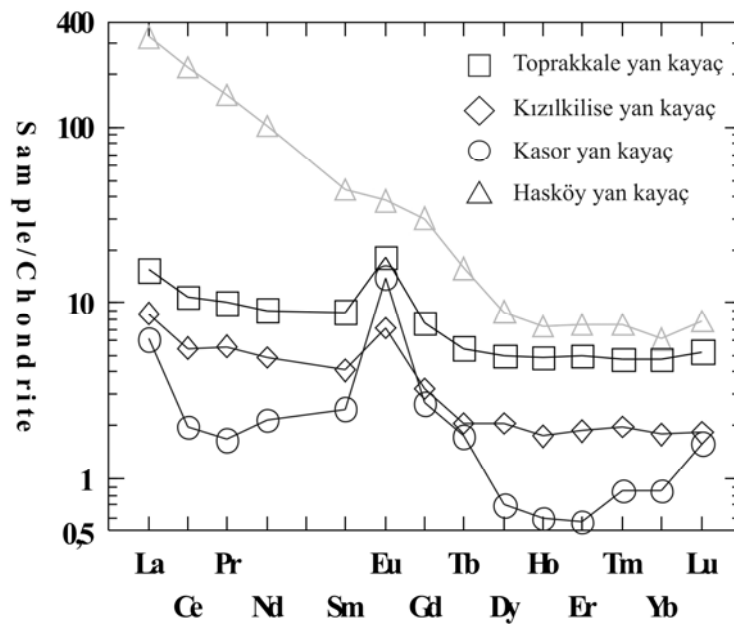 400
100
10
1
0,5
Sample/Chondrite
Toprakkale yan kayaç
Kızılkilise yan kayaç
Kasor yan kayaç
Hasköy yan kayaç
La Pr Eu Tb Ho Tm Lu
Ce Nd Sm Gd Dy Er Yb